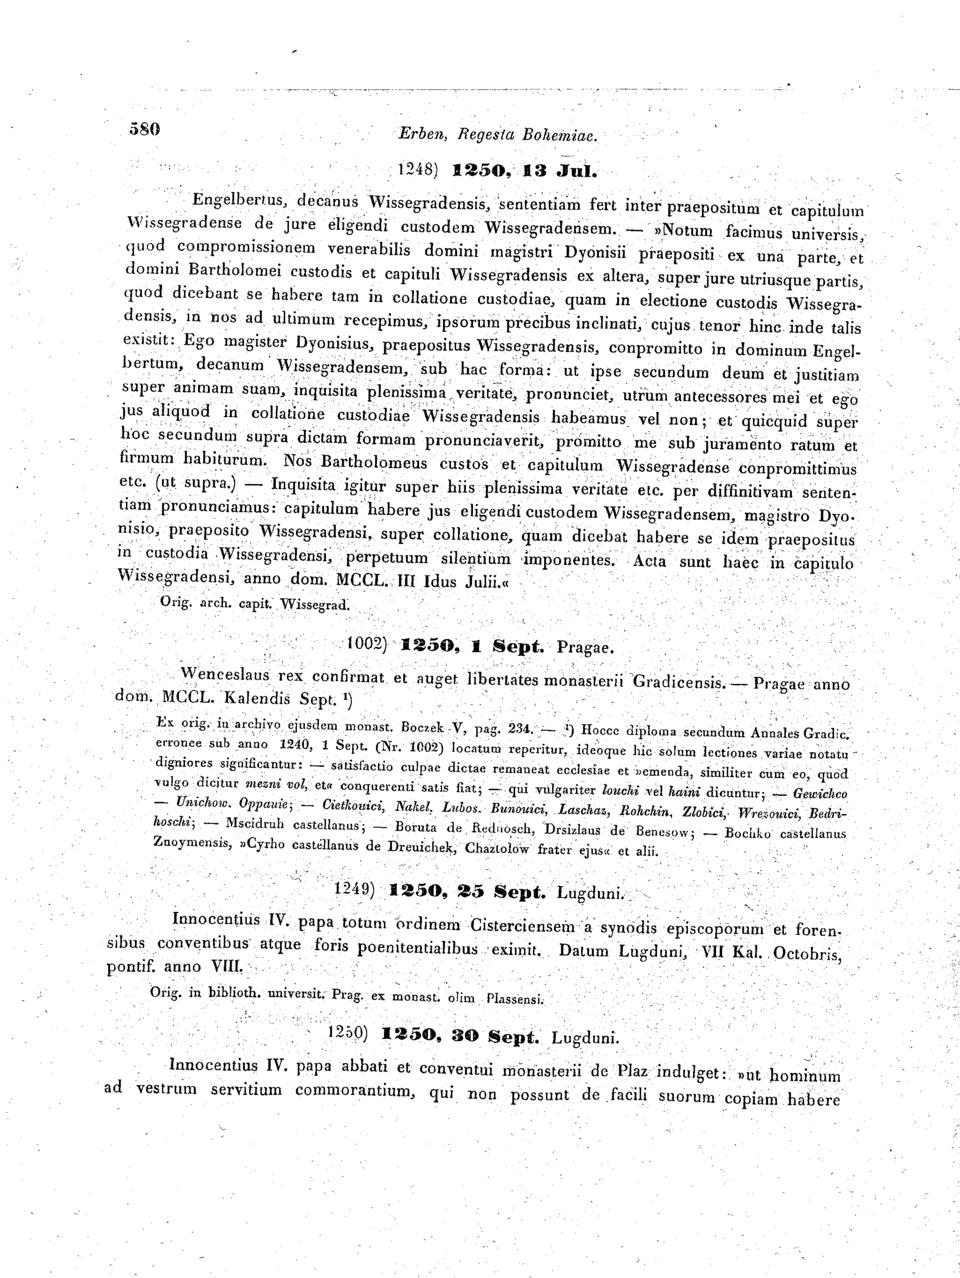 580
Erben, Regesta Bohemiae.
1248) 1250, 13 Jul.
Engelbertus, decanus Wissegradensis, sententiam fert inter praepositum et capitulum
Wissegradense de jure eligendi custodem Wissegradensem. — »Notum facimus universis,
quod compromissionem venerabilis domini magistri Dyonisii praepositi ex una parte, et
domini Bartholomei custodis et capituli Wissegradensis ex altera, super jure utriusque partis,
quod dicebant se habere tam in collatione custodiae, quam in electione custodis Wissegra-
densis, in nos ad ultimum recepimus, ipsorum precibus inclinati, cujus tenor hinc inde talis
existit: Ego magister Dyonisius, praepositus Wissegradensis, conpromitto in dominum Engel-
bertum, decanum Wissegradensem, sub hac forma: ut ipse secundum deum et justitiam
super animam suam, inquisita plenissima veritate, pronunciet, utrum antecessores mei et ego
jus aliquod in collatione custodiae Wissegradensis habeamus vel non; et quicquid super
hoc secundum supra dictam formam pronunciaverit, promitto me sub juramento ratum et
firmum habiturum. Nos Bartholomeus custos et capitulum Wissegradense conpromittimus
etc. (ut supra.) — Inquisita igitur super hiis plenissima veritate etc. per diffinitivam senten-
tiam pronunciamus: capitulum habere jus eligendi custodem Wissegradensem, magistro Dyo-
nisio, praeposito Wissegradensi, super collatione, quam dicebat habere se idem praepositus
in custodia Wissegradensi, perpetuum silentium imponentes. Acta sunt haec in capitulo
Wissegradensi, anno dom. MCCL. III Idus Julii.«
Orig. arch. capit. Wissegrad.
1002) 1250, 1 Sept. Pragae.
Wenceslaus rex confirmat et auget libertates monasterii Gradicensis. — Pragae anno
dom. MCCL. Kalendis Sept. ¹)
Ex orig. in archivo ejusdem monast. Boczek V, pag. 234. — ¹) Hocce diploma secundum Annales Gradic.
erronee sub anno 1240, 1 Sept. (Nr. 1002) locatum reperitur, ideoque hic solum lectiones variae notatu
digniores significantur: — satisfactio culpae dictae remaneat ecclesiae et »emenda, similiter cum eo, quod
vulgo dicitur mezni vol, eta« conquerenti satis fiat; — qui vulgariter louchi vel haini dicuntur; — Gewichco
— Unichow. Oppauie; — Cietkouici, Nakel. Lubos. Bunouici, Laschaz, Rohchin, Zlobici, Wrezouici, Bedri-
hoschi; — Mscidruh castellanus; — Boruta de Rednosch, Drsizlaus de Benesow; — Bochko castellanus
Znoymensis, »Cyrho castellanus de Dreuichek, Chaztolow frater ejus« et alii.
1249) 1250, 25 Sept. Lugduni.
Innocentius IV. papa totum ordinem Cisterciensem a synodis episcoporum et foren-
sibus conventibus atque foris poenitentialibus eximit. Datum Lugduni, VII Kal. Octobris,
pontif. anno VIII.
Orig. in biblioth. universit. Prag. ex monast. olim Plassensi.
1250) 1250, 30 Sept. Lugduni.
Innocentius IV. papa abbati et conventui monasterii de Plaz indulget: »ut hominum
ad vestrum servitium commorantium, qui non possunt de facili suorum copiam habere